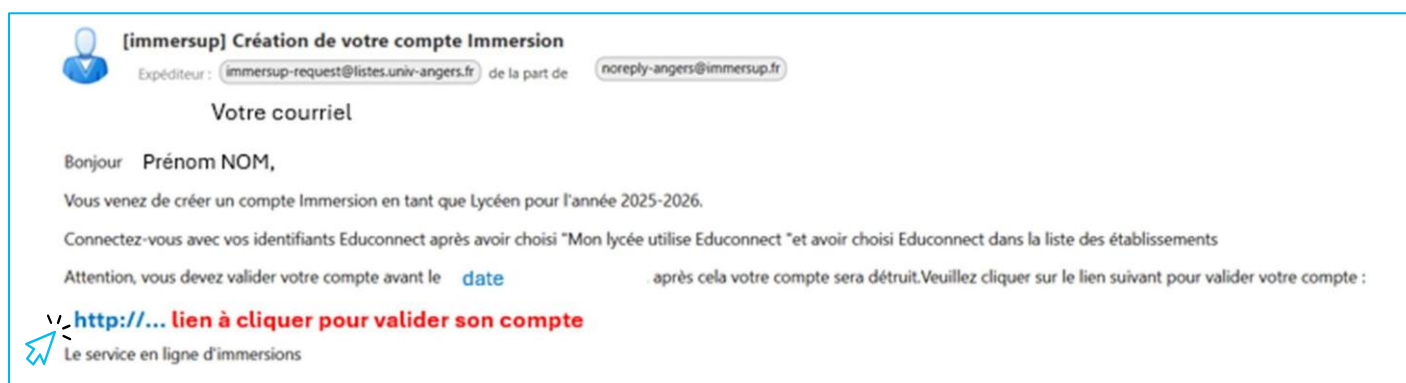 [immersup] Création de votre compte Immersion
Expéditeur : immersup-request@listes.univ-angers.fr de la part de noreply-angers@immersup.fr
Votre courriel
Bonjour Prénom NOM,
Vous venez de créer un compte Immersion en tant que Lycéen pour l'année 2025-2026.
Connectez-vous avec vos identifiants Educonnect après avoir choisi "Mon lycée utilise Educonnect "et avoir choisi Educonnect dans la liste des établissements
Attention, vous devez valider votre compte avant le date après cela votre compte sera détruit.Veuillez cliquer sur le lien suivant pour valider votre compte :
http://... lien à cliquer pour valider son compte
Le service en ligne d'immersions